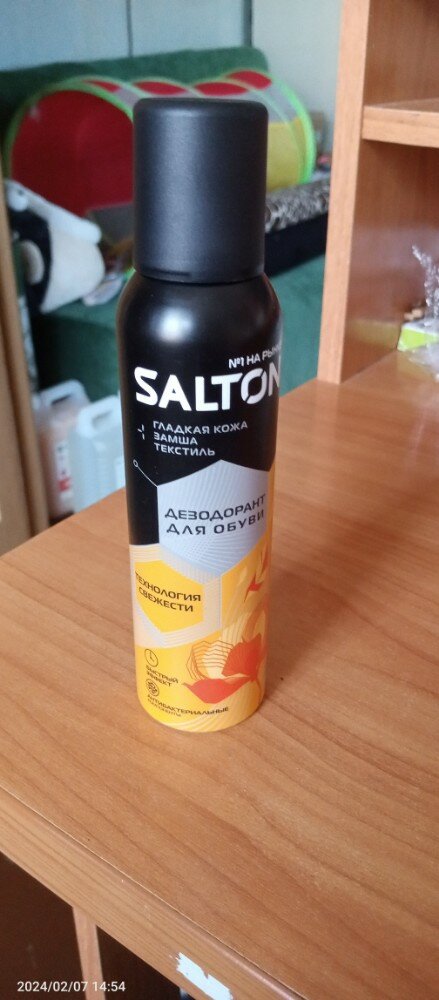 №1 НА РЫНК
SALTON
ГЛАДКАЯ КОЖА
ЗАМША
ТЕКСТИЛЬ
ДЕЗОДОРАНТ
ДЛЯ ОБУВИ
ТЕХНОЛОГИЯ
СВЕЖЕСТИ
БЫСТРЫЙ
ЭФФЕКТ
АНТИБАКТЕРИАЛЬНЫЕ
2024/02/07 14:54